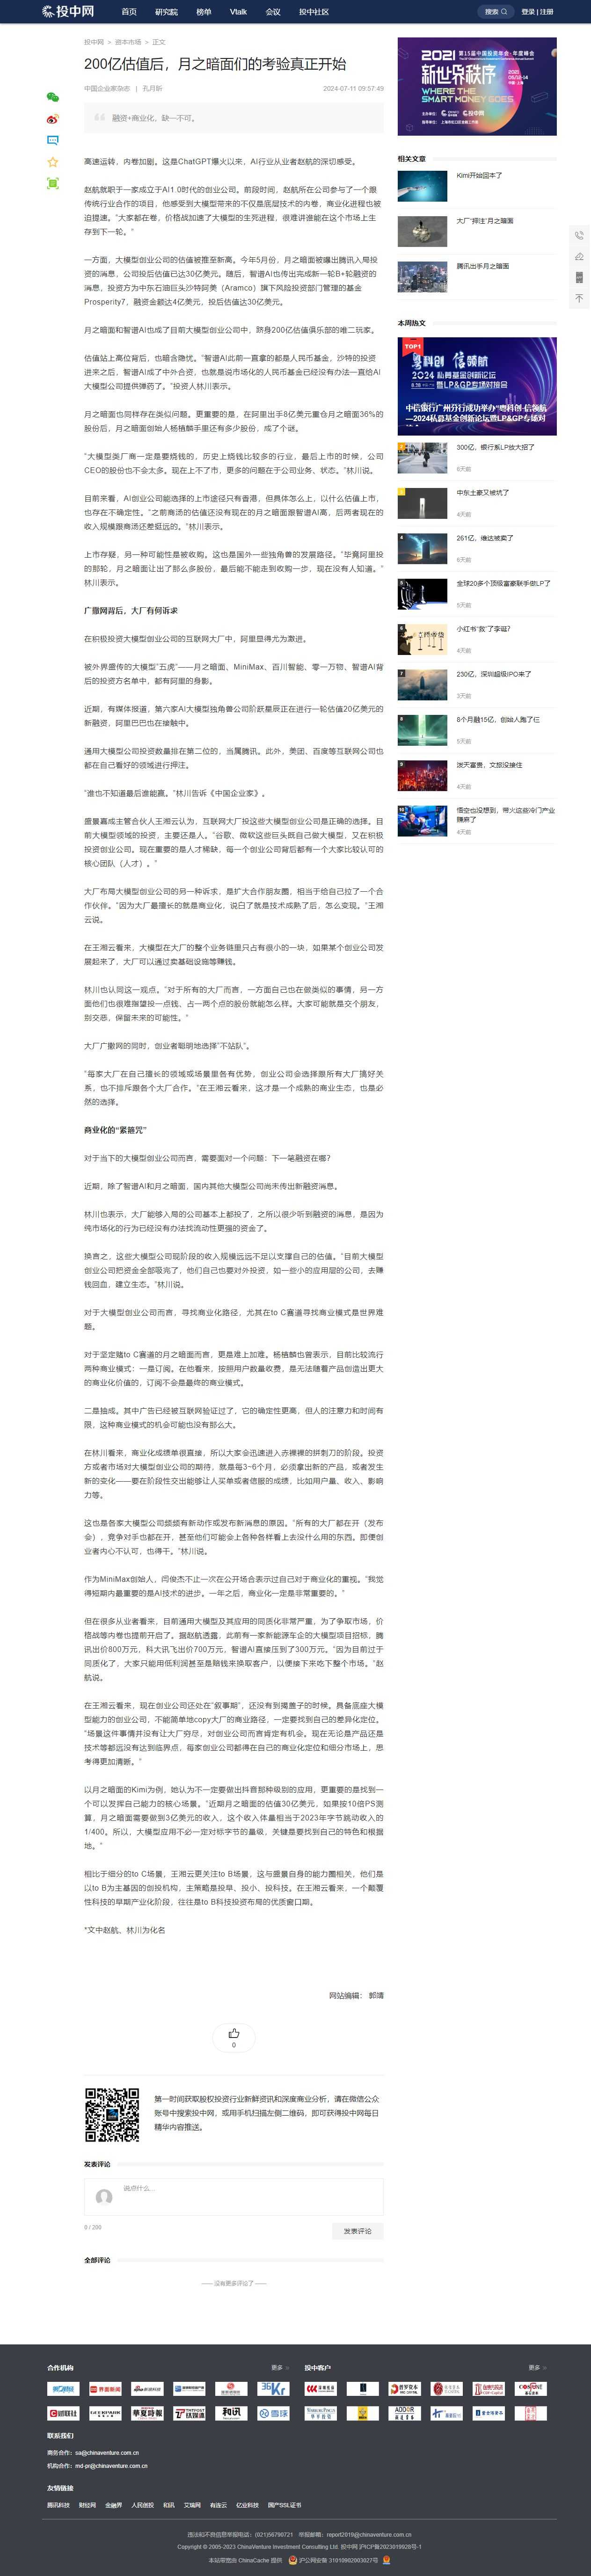 投中网
首页
研究院
榜单
Vtalk
会议
投中社区
搜索
登录 | 注册
投中网 > 资本市场 > 正文
200亿估值后，月之暗面们的考验真正开始
中国企业家杂志 | 孔月昕
2024-07-11 09:57:49
融资+商业化，缺一不可。
高速运转，内卷加剧。这是ChatGPT爆火以来，AI行业从业者赵航的深切感受。
赵航就职于一家成立于AI1.0时代的创业公司。前段时间，赵航所在公司参与了一个跟
传统行业合作的项目，他感受到大模型带来的不仅是底层技术的内卷，商业化进程也被
迫提速。“大家都在卷，价格战加速了大模型的生死进程，很难讲谁能在这个市场上生
存到下一轮。”
一方面，大模型创业公司的估值被推至新高。今年5月份，月之暗面被曝出腾讯入局投
资的消息，公司投后估值已达30亿美元。随后，智谱AI也传出完成新一轮B+轮融资的
消息，投资方为中东石油巨头沙特阿美（Aramco）旗下风险投资部门管理的基金
Prosperity7，融资金额达4亿美元、投后估值达30亿美元。
月之暗面和智谱AI也成了目前大模型创业公司中，跻身200亿估值俱乐部的唯二玩家。
估值站上高位背后，也暗含隐忧。“智谱AI此前一直拿的都是人民币基金，沙特的投资
进来之后，智谱AI成了中外合资，也就是说市场化的人民币基金已经没有办法一直给AI
大模型公司提供弹药了。”投资人林川表示。
月之暗面也同样存在类似问题。更重要的是，在阿里出手8亿美元重仓月之暗面36%的
股份后，月之暗面创始人杨植麟手里还有多少股份，成了个谜。
“大模型类厂商一定是要烧钱的，历史上烧钱比较多的行业，最后上市的时候，公司
CEO的股份也不会太多。现在上不了市，更多的问题在于公司业务、状态。”林川说。
目前来看，AI创业公司能选择的上市途径只有香港，但具体怎么上，以什么估值上市，
也存在不确定性。“之前商汤的估值还没有现在的月之暗面跟智谱AI高，后两者现在的
收入规模跟商汤还差挺远的。”林川表示。
上市存疑，另一种可能性是被收购。这也是国外一些独角兽的发展路径。“毕竟阿里投
的那轮，月之暗面让出了那么多股份，最后能不能走到收购一步，现在没有人知道。”
林川表示。
广撒网背后，大厂有何诉求
在积极投资大模型创业公司的互联网大厂中，阿里显得尤为激进。
被外界盛传的大模型“五虎”——月之暗面、MiniMax、百川智能、零一万物、智谱AI背
后的投资方名单中，都有阿里的身影。
近期，有媒体报道，第六家AI大模型独角兽公司阶跃星辰正在进行一轮估值20亿美元的
新融资，阿里巴巴也在接触中。
通用大模型公司投资数量排在第二位的，当属腾讯。此外，美团、百度等互联网公司也
都在自己看好的领域进行押注。
“谁也不知道最后谁能赢。”林川告诉《中国企业家》。
盛景嘉成主管合伙人王湘云认为，互联网大厂投这些大模型创业公司是正确的选择。目
前大模型领域的投资，主要还是人。“谷歌、微软这些巨头既自己做大模型，又在积极
投资创业公司。现在重要的是人才稀缺，每一个创业公司背后都有一个大家比较认可的
核心团队（人才）。”
大厂布局大模型创业公司的另一种诉求，是扩大合作朋友圈，相当于给自己拉了一个合
作伙伴。“因为大厂最擅长的就是商业化，说白了就是技术成熟了后，怎么变现。”王湘
云说。
在王湘云看来，大模型在大厂的整个业务链里只占有很小的一块，如果某个创业公司发
展起来了，大厂可以通过卖基础设施等赚钱。
林川也认同这一观点。“对于所有的大厂而言，一方面自己也在做类似的事情，另一方
面他们也很难指望投一点钱、占一两个点的股份就能怎么样。大家可能就是交个朋友，
别交恶，保留未来的可能性。”
大厂广撒网的同时，创业者聪明地选择“不站队”。
“每家大厂在自己擅长的领域或场景里各有优势，创业公司会选择跟所有大厂搞好关
系，也不排斥跟各个大厂合作。”在王湘云看来，这才是一个成熟的商业生态，也是必
然的选择。
商业化的“紧箍咒”
对于当下的大模型创业公司而言，需要面对一个问题：下一笔融资在哪？
近期，除了智谱AI和月之暗面，国内其他大模型公司尚未传出新融资消息。
林川也表示，大厂能够入局的公司基本上都投了，之所以很少听到融资的消息，是因为
纯市场化的行为已经没有办法找流动性更强的资金了。
换言之，这些大模型公司现阶段的收入规模远远不足以支撑自己的估值。“目前大模型
创业公司把资金全部吸完了，他们自己也要对外投资，如一些小的应用层的公司，去赚
钱回血，建立生态。”林川说。
对于大模型创业公司而言，寻找商业化路径，尤其在to C赛道寻找商业模式是世界难
题。
对于坚定赌to C赛道的月之暗面而言，更是难上加难。杨植麟也曾表示，目前比较流行
两种商业模式：一是订阅。在他看来，按照用户数量收费，是无法随着产品创造出更大
的商业化价值的，订阅不会是最终的商业模式。
二是抽成。其中广告已经被互联网验证过了，它的确定性更高，但人的注意力和时间有
限，这种商业模式的机会可能也没有那么大。
在林川看来，商业化成绩单很直接，所以大家会迅速进入赤裸裸的拼刺刀的阶段。投资
方或者市场对大模型创业公司的期待，就是每3~6个月，必须拿出新的产品，或者发生
新的变化——要在阶段性交出能够让人买单或者信服的成绩，比如用户量、收入、影响
力等。
这也是各家大模型公司频频有新动作或发布新消息的原因。“所有的大厂都在开（发布
会），竞争对手也都在开，甚至他们可能会上各种各样看上去没什么用的东西。即便创
业者内心不认可，也得干。”林川说。
作为MiniMax创始人，闫俊杰不止一次在公开场合表示过自己对于商业化的重视。“我觉
得短期内最重要的是AI技术的进步。一年之后，商业化一定是非常重要的。”
但在很多从业者看来，目前通用大模型及其应用的同质化非常严重，为了争取市场，价
格战等内卷也提前开启了。据赵航透露，此前有一家新能源车企的大模型项目招标，腾
讯出价800万元，科大讯飞出价700万元，智谱AI直接压到了300万元。“因为目前过于
同质化了，大家只能用低利润甚至是赔钱来换取客户，以便接下来吃下整个市场。”赵
航说。
在王湘云看来，现在创业公司还处在“叙事期”，还没有到揭盖子的时候。具备底座大模
型能力的创业公司，不能简单地copy大厂的商业路径，一定要找到自己的差异化定位。
“场景这件事情并没有让大厂穷尽，对创业公司而言肯定有机会。现在无论是产品还是
技术等都远没有达到临界点，每家创业公司都得在自己的商业化定位和细分市场上，思
考得更加清晰。”
以月之暗面的Kimi为例，她认为不一定要做出抖音那种级别的应用，更重要的是找到一
个可以发挥自己能力的核心场景。“近期月之暗面的估值30亿美元，如果按10倍PS测
算，月之暗面需要做到3亿美元的收入，这个收入体量相当于2023年字节跳动收入的
1/400。所以，大模型应用不必一定对标字节的量级，关键是要找到自己的特色和根据
地。”
相比于细分的to C场景，王湘云更关注to B场景，这与盛景自身的能力圈相关，他们是
以to B为主基因的创投机构，主策略是投早、投小、投科技。在王湘云看来，一个颠覆
性科技的早期产业化阶段，往往是to B科技投资布局的优质窗口期。
*文中赵航、林川为化名
网站编辑： 郭靖
0
第一时间获取股权投资行业新鲜资讯和深度商业分析，请在微信公众
账号中搜索投中网，或用手机扫描左侧二维码，即可获得投中网每日
精华内容推送。
发表评论
说点什么...
0 / 200
发表评论
全部评论
—— 没有更多评论了 ——
2021
第15届中国投资年会·年度峰会
新世界秩序
WHERE THE
SMART MONEY GOES
相关文章
Kimi开始回本了
大厂“押注”月之暗面
腾讯出手月之暗面
本周热文
TOP1
粤科创 信领航
2024 私募基金创新论坛
暨LP&GP专场对接会
中信银行广州分行成功举办“粤科创·信领航
—2024私募基金创新论坛暨LP&GP专场对
300亿，银行系LP放大招了
6天前
中东土豪又被坑了
4天前
261亿，谁达被卖了
6天前
全球20多个顶级富豪联手做LP了
5天前
小红书“救”了李诞？
4天前
230亿，深圳超级IPO来了
3天前
8个月融15亿，创始人跑了任
5天前
泼天富贵，文旅没接住
4天前
悟空也没想到，带火这些冷门产业
赚麻了
4天前
合作机构
更多 >
投中客户
更多 >
界面新闻
36Kr
财联社
华夏时报
钛媒体
和讯
雪球
联系我们
商务合作：sa@chinaventure.com.cn
机构合作：md-pr@chinaventure.com.cn
友情链接
腾讯科技 财经网 金融界 人民创投 和讯 艾瑞网 有连云 亿业科技 国产SSL证书
违法和不良信息举报电话：(021)56790721 举报邮箱：report2019@chinaventure.com.cn
Copyright © 2005-2023 ChinaVenture Investment Consulting Ltd. 投中网 沪ICP备2023019928号-1
本站带宽由 ChinaCache 提供 沪公网安备 31010902003027号